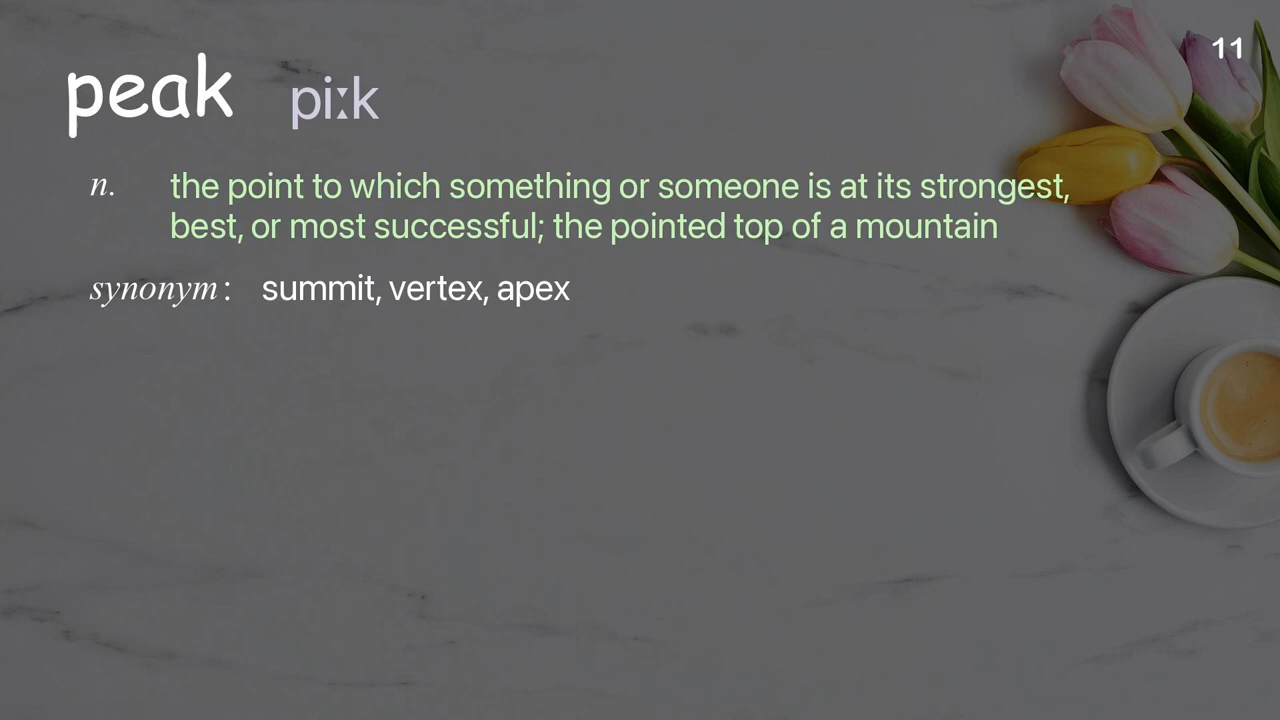 11
peak piːk
n. the point to which something or someone is at its strongest,
best, or most successful; the pointed top of a mountain
synonym: summit, vertex, apex